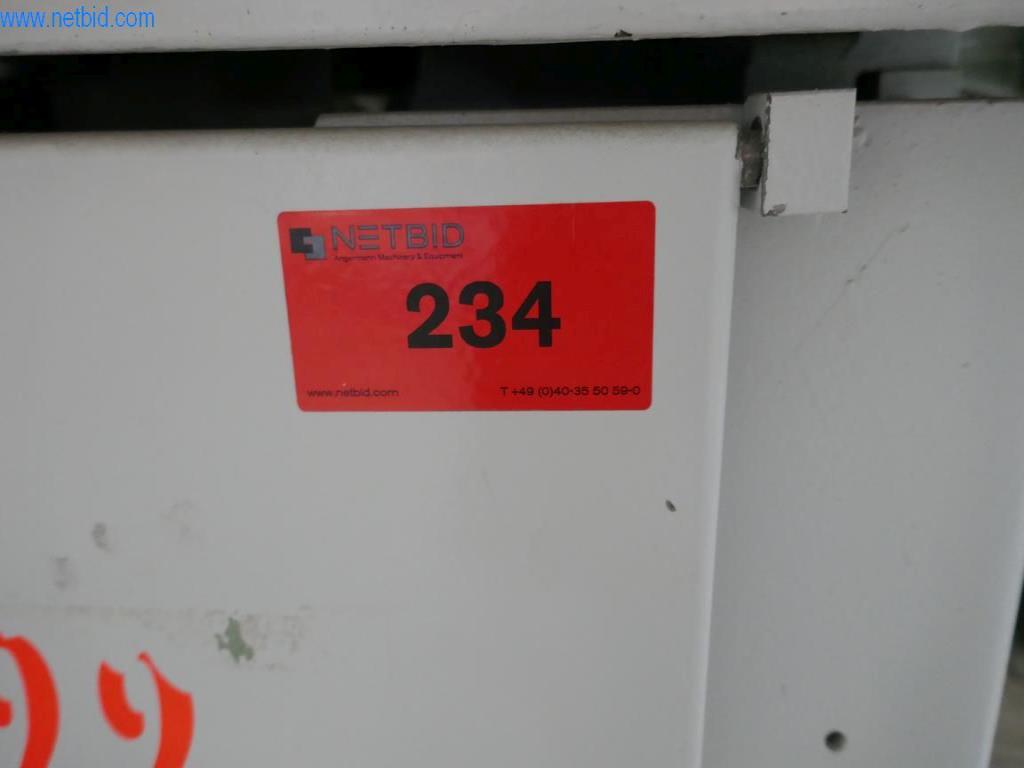 www.netbid.com
NETBID
Angermann Machinery & Equipment
234
www.netbid.com T +49 (0)40-35 50 59-0